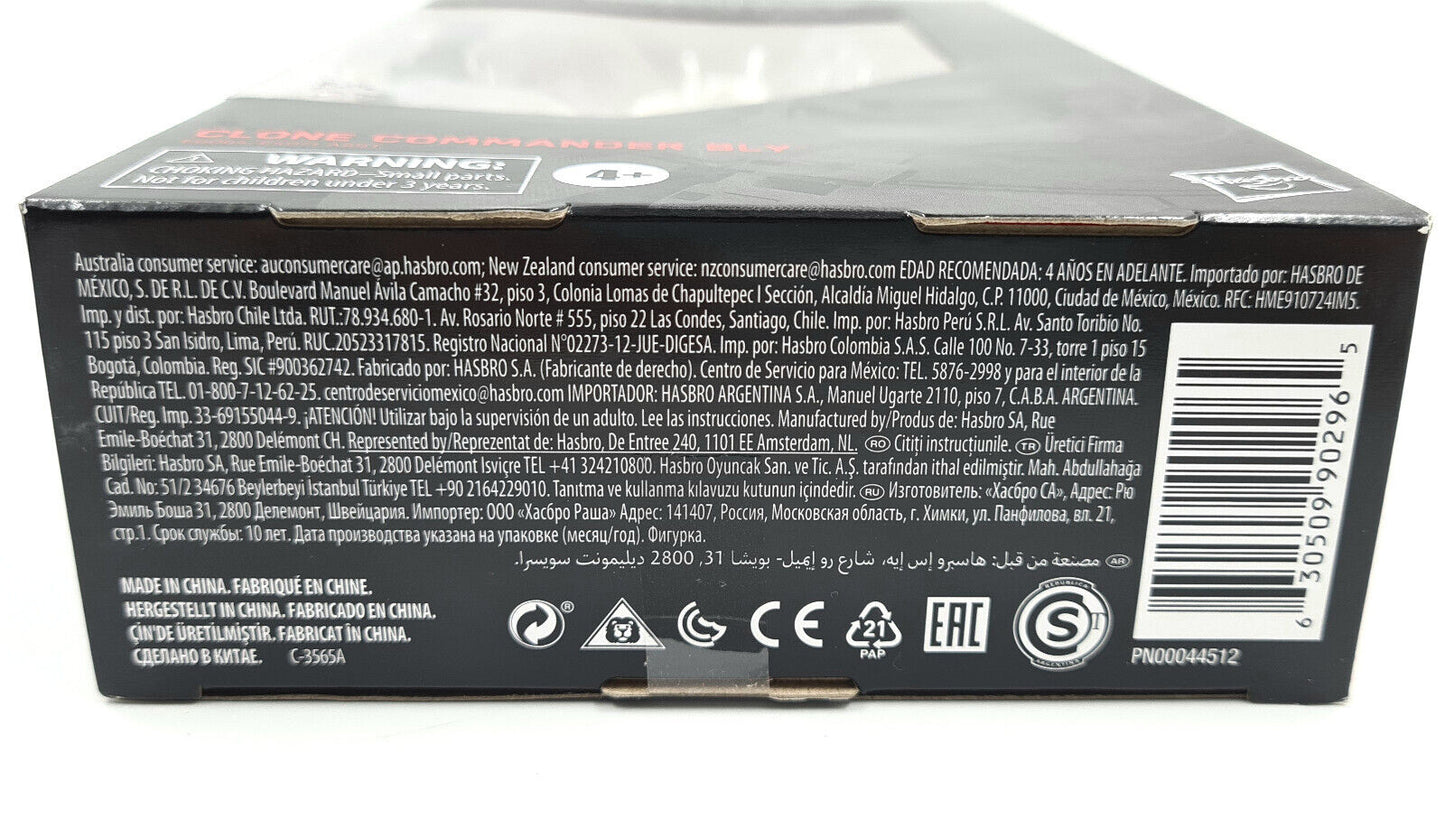 CLONE COMMANDER BLY
WARNING:
CHOKING HAZARD—Small parts.
Not for children under 3 years.
4+
Hasbro
Australia consumer service: auconsumercare@ap.hasbro.com; New Zealand consumer service: nzconsumercare@hasbro.com EDAD RECOMENDADA: 4 AÑOS EN ADELANTE. Importado por: HASBRO DE
MÉXICO, S. DE R.L. DE C.V. Boulevard Manuel Ávila Camacho #32, piso 3, Colonia Lomas de Chapultepec I Sección, Alcaldía Miguel Hidalgo, C.P. 11000, Ciudad de México, México. RFC: HME910724IM5.
Imp. y dist. por: Hasbro Chile Ltda. RUT.:78.934.680-1. Av. Rosario Norte # 555, piso 22 Las Condes, Santiago, Chile. Imp. por: Hasbro Perú S.R.L. Av. Santo Toribio No.
115 piso 3 San Isidro, Lima, Perú. RUC.20523317815. Registro Nacional N°02273-12-JUE-DIGESA. Imp. por: Hasbro Colombia S.A.S. Calle 100 No. 7-33, torre 1 piso 15
Bogotá, Colombia. Reg. SIC #900362742. Fabricado por: HASBRO S.A. (Fabricante de derecho). Centro de Servicio para México: TEL. 5876-2998 y para el interior de la
República TEL. 01-800-7-12-62-25. centrodeserviciomexico@hasbro.com IMPORTADOR: HASBRO ARGENTINA S.A., Manuel Ugarte 2110, piso 7, C.A.B.A. ARGENTINA.
CUIT/Reg. Imp. 33-69155044-9. ¡ATENCIÓN! Utilizar bajo la supervisión de un adulto. Lee las instrucciones. Manufactured by/Produs de: Hasbro SA, Rue
Emile-Boéchat 31, 2800 Delémont CH. Represented by/Reprezentat de: Hasbro, De Entree 240, 1101 EE Amsterdam, NL. RO Citiți instrucțiunile. TR Üretici Firma
Bilgileri: Hasbro SA, Rue Emile-Boéchat 31, 2800 Delémont Isviçre TEL +41 324210800. Hasbro Oyuncak San. ve Tic. A.Ş. tarafından ithal edilmiştir. Mah. Abdullahağa
Cad. No: 51/2 34676 Beylerbeyi İstanbul Türkiye TEL +90 2164229010. Tanıtma ve kullanma kılavuzu kutunun içindedir. RU Изготовитель: «Хасбро СА», Адрес: Рю
Эмиль Боша 31, 2800 Делемонт, Швейцария. Импортер: ООО «Хасбро Раша» Адрес: 141407, Россия, Московская область, г. Химки, ул. Панфилова, вл. 21,
стр.1. Срок службы: 10 лет. Дата производства указана на упаковке (месяц/год). Фигурка.
AR مصنعة من قبل: هاسبرو إس إيه، شارع رو إيميل- بويشا 31، 2800 ديليمونت سويسرا.
MADE IN CHINA. FABRIQUÉ EN CHINE.
HERGESTELLT IN CHINA. FABRICADO EN CHINA.
ÇİN'DE ÜRETİLMİŞTİR. FABRICAT ÎN CHINA.
СДЕЛАНО В КИТАЕ. C-3565A
® CE 21 PAP EAC
REPUBLICA S T ARGENTINA
6 30509 90296 5
PN00044512